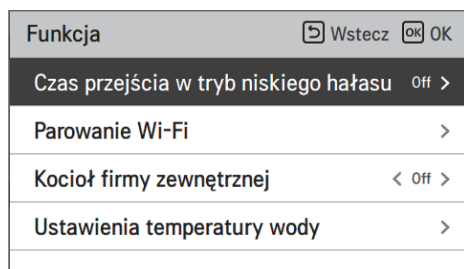 Funkcja Wstecz OK OK
Czas przejścia w tryb niskiego hałasu Off >
Parowanie Wi-Fi >
Kocioł firmy zewnętrznej < Off >
Ustawienia temperatury wody >